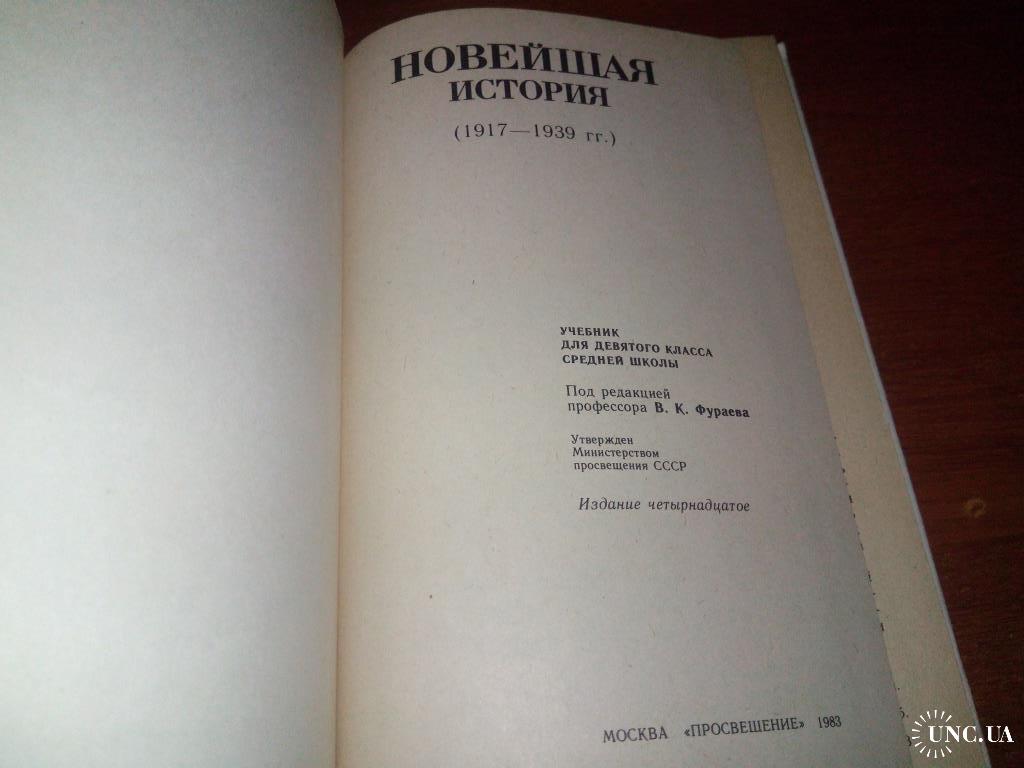 НОВЕЙШАЯ
ИСТОРИЯ
(1917—1939 гг.)
УЧЕБНИК
ДЛЯ ДЕВЯТОГО КЛАССА
СРЕДНЕЙ ШКОЛЫ
Под редакцией
профессора В. К. Фураева
Утвержден
Министерством
просвещения СССР
Издание четырнадцатое
МОСКВА «ПРОСВЕЩЕНИЕ» 1983
UNC.UA